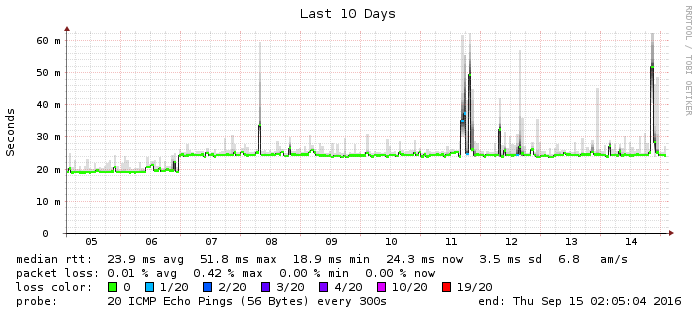 Last 10 Days
RRDTOOL / TOBI OETIKER
Seconds
60 m
50 m
40 m
30 m
20 m
10 m
0
05 06 07 08 09 10 11 12 13 14
median rtt: 23.9 ms avg 51.8 ms max 18.9 ms min 24.3 ms now 3.5 ms sd 6.8 am/s
packet loss: 0.01 % avg 0.42 % max 0.00 % min 0.00 % now
loss color: 0 1/20 2/20 3/20 4/20 10/20 19/20
probe: 20 ICMP Echo Pings (56 Bytes) every 300s end: Thu Sep 15 02:05:04 2016